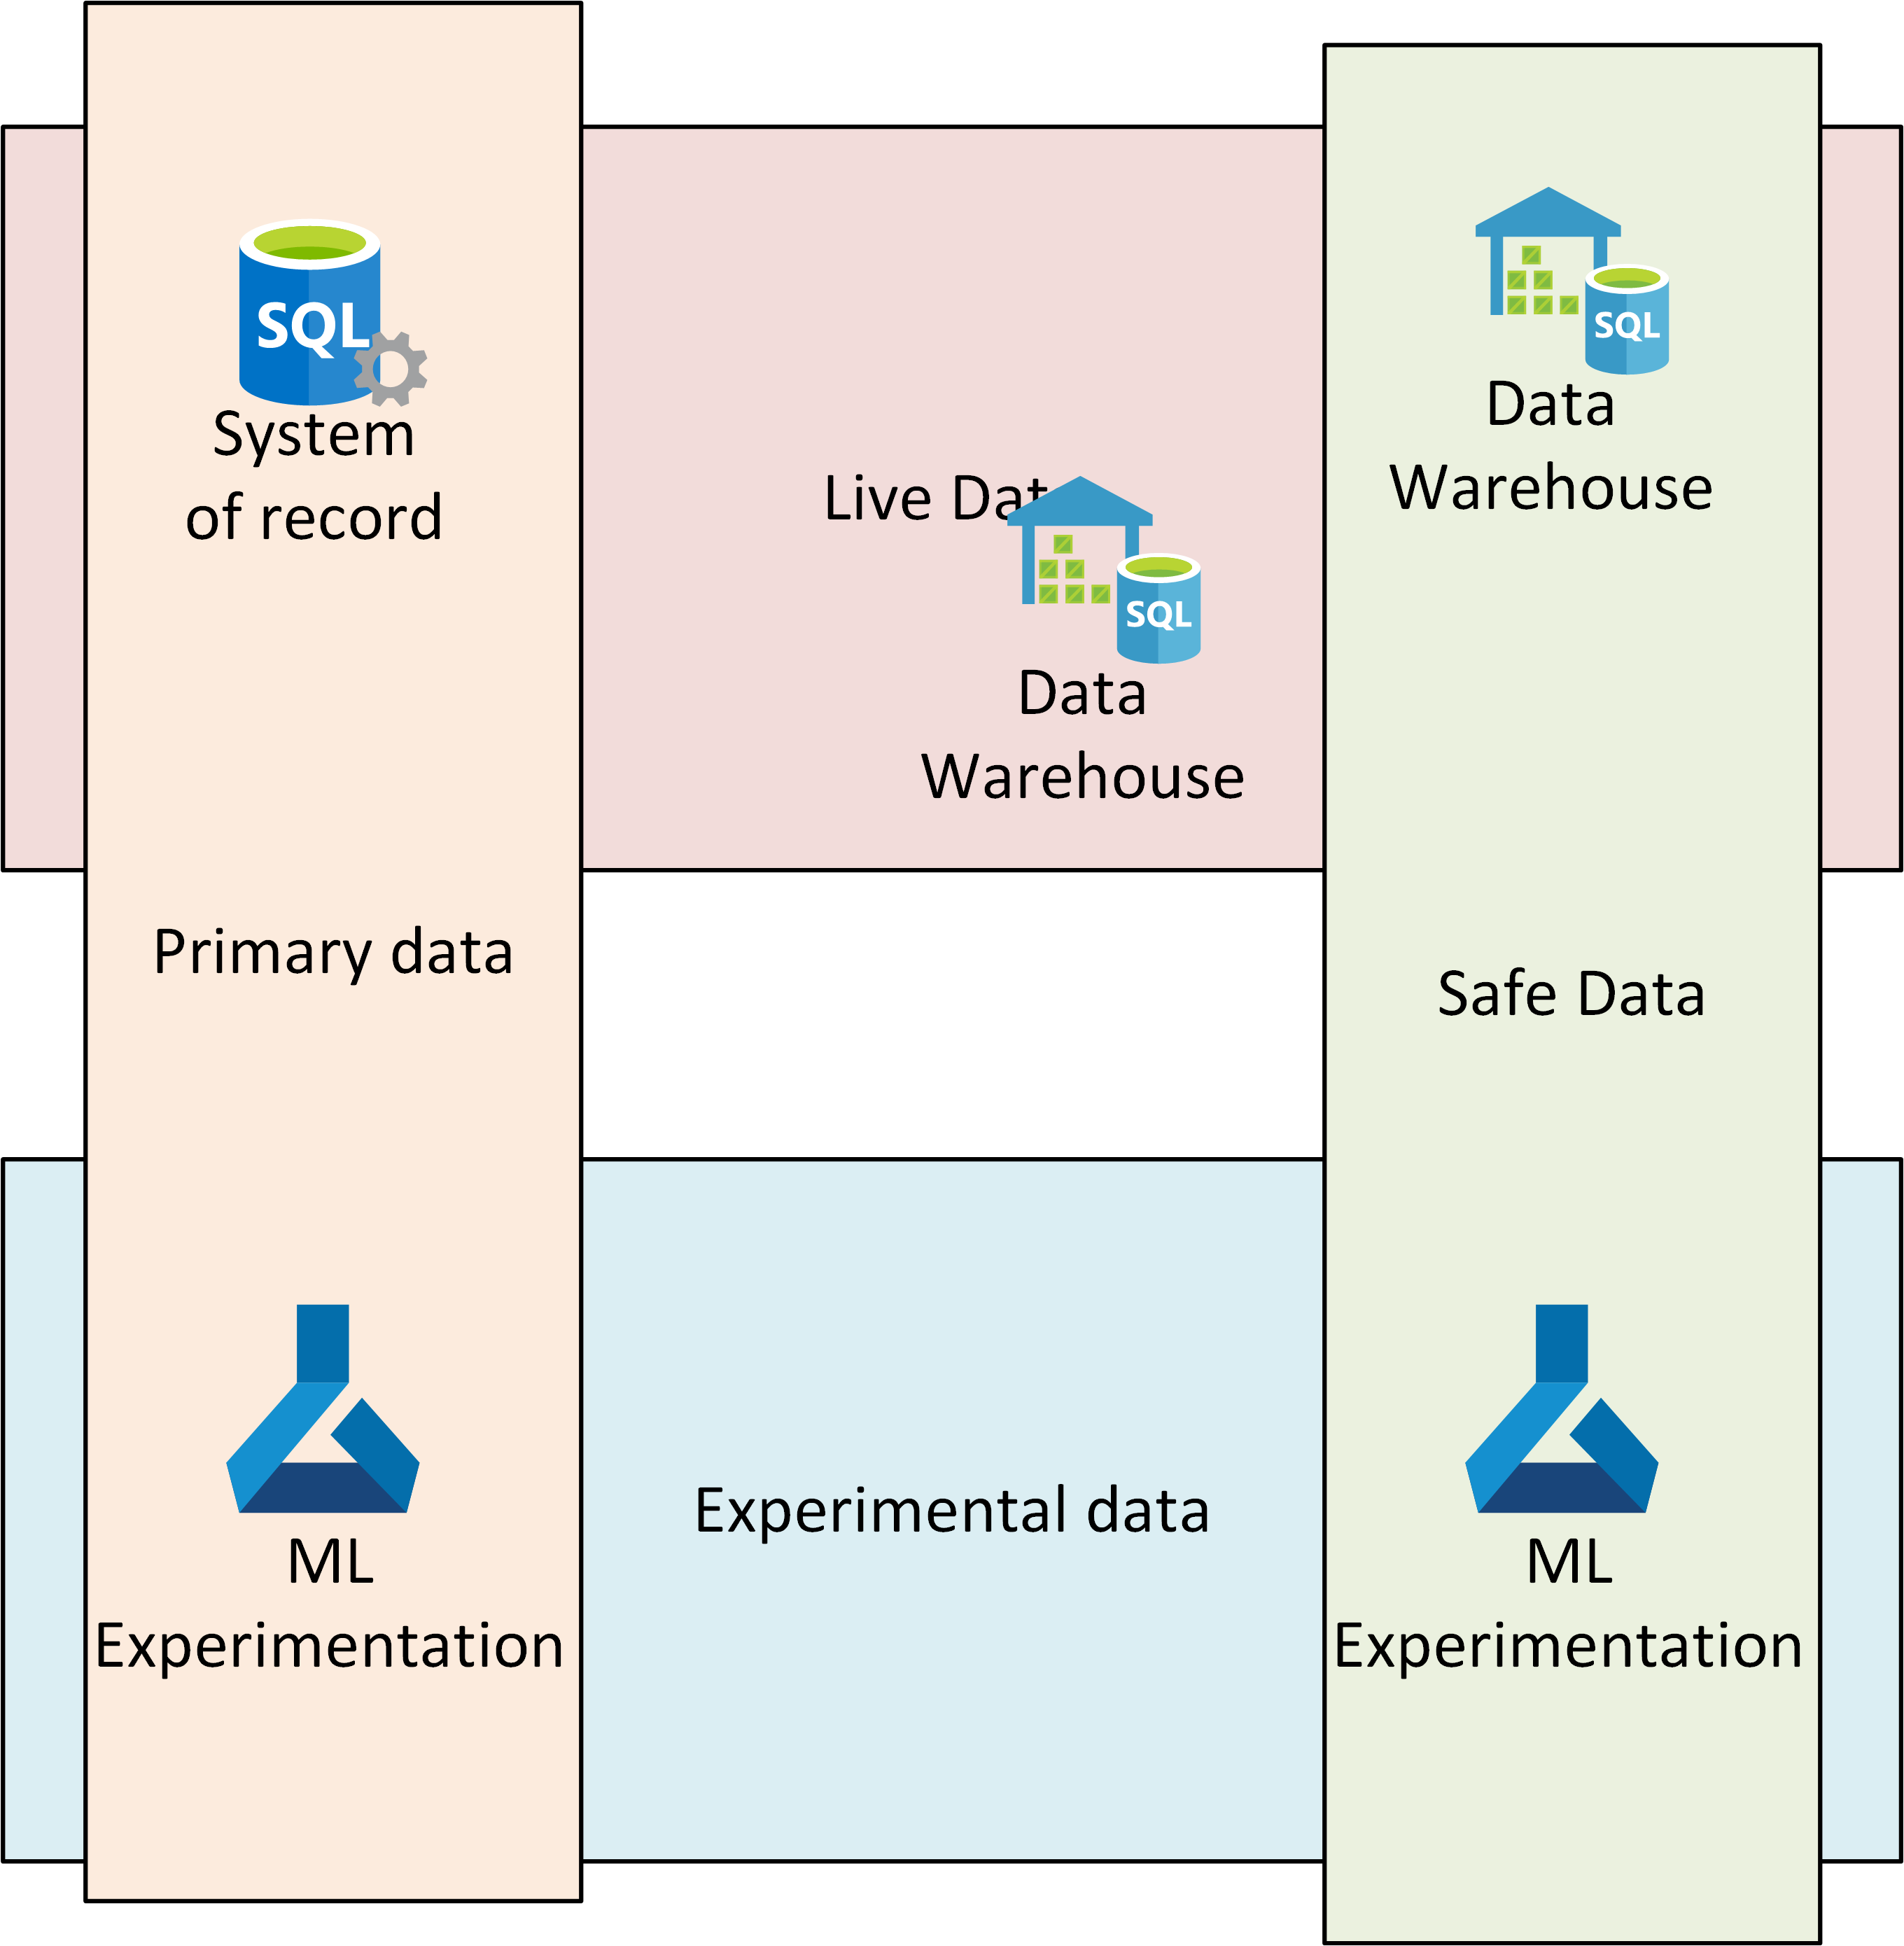 SQL
System
of record
SQL
Data
Warehouse
Live Dat
SQL
Data
Warehouse
Primary data
Safe Data
Experimental data
ML
Experimentation
ML
Experimentation